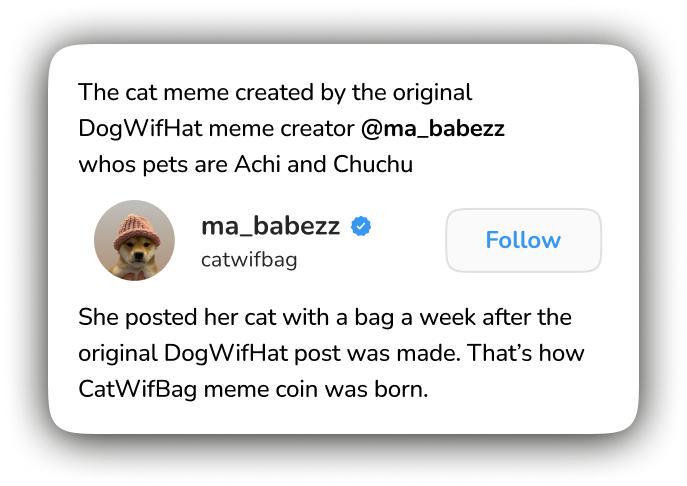 The cat meme created by the original
DogWifHat meme creator @ma_babezz
whos pets are Achi and Chuchu
ma_babezz
catwifbag
Follow
She posted her cat with a bag a week after the
original DogWifHat post was made. That’s how
CatWifBag meme coin was born.